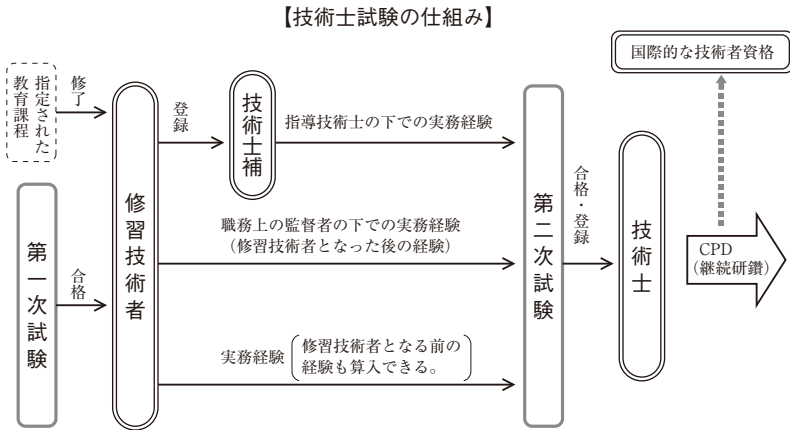 【技術士試験の仕組み】
国際的な技術者資格
指定された
教育課程
修了
登録
技術士補
指導技術士の下での実務経験
修習技術者
職務上の監督者の下での実務経験
（修習技術者となった後の経験）
第一次試験
合格
実務経験
修習技術者となる前の
経験も算入できる。
第二次試験
合格・登録
技術士
CPD
（継続研鑽）